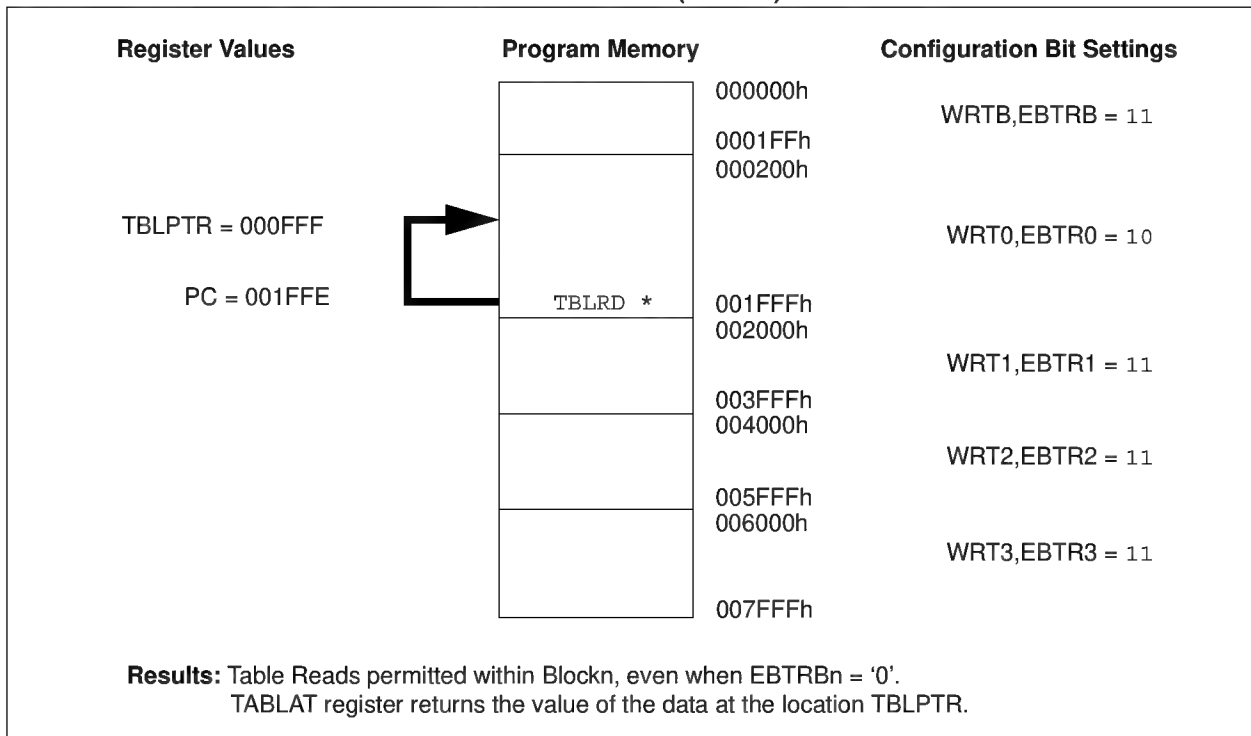 Register Values Program Memory Configuration Bit Settings
000000h
WRTB,EBTRB = 11
0001FFh
000200h
TBLPTR = 000FFF
WRT0,EBTR0 = 10
PC = 001FFE
TBLRD * 001FFFh
002000h
WRT1,EBTR1 = 11
003FFFh
004000h
WRT2,EBTR2 = 11
005FFFh
006000h
WRT3,EBTR3 = 11
007FFFh
Results: Table Reads permitted within Blockn, even when EBTRBn = ‘0’.
TABLAT register returns the value of the data at the location TBLPTR.